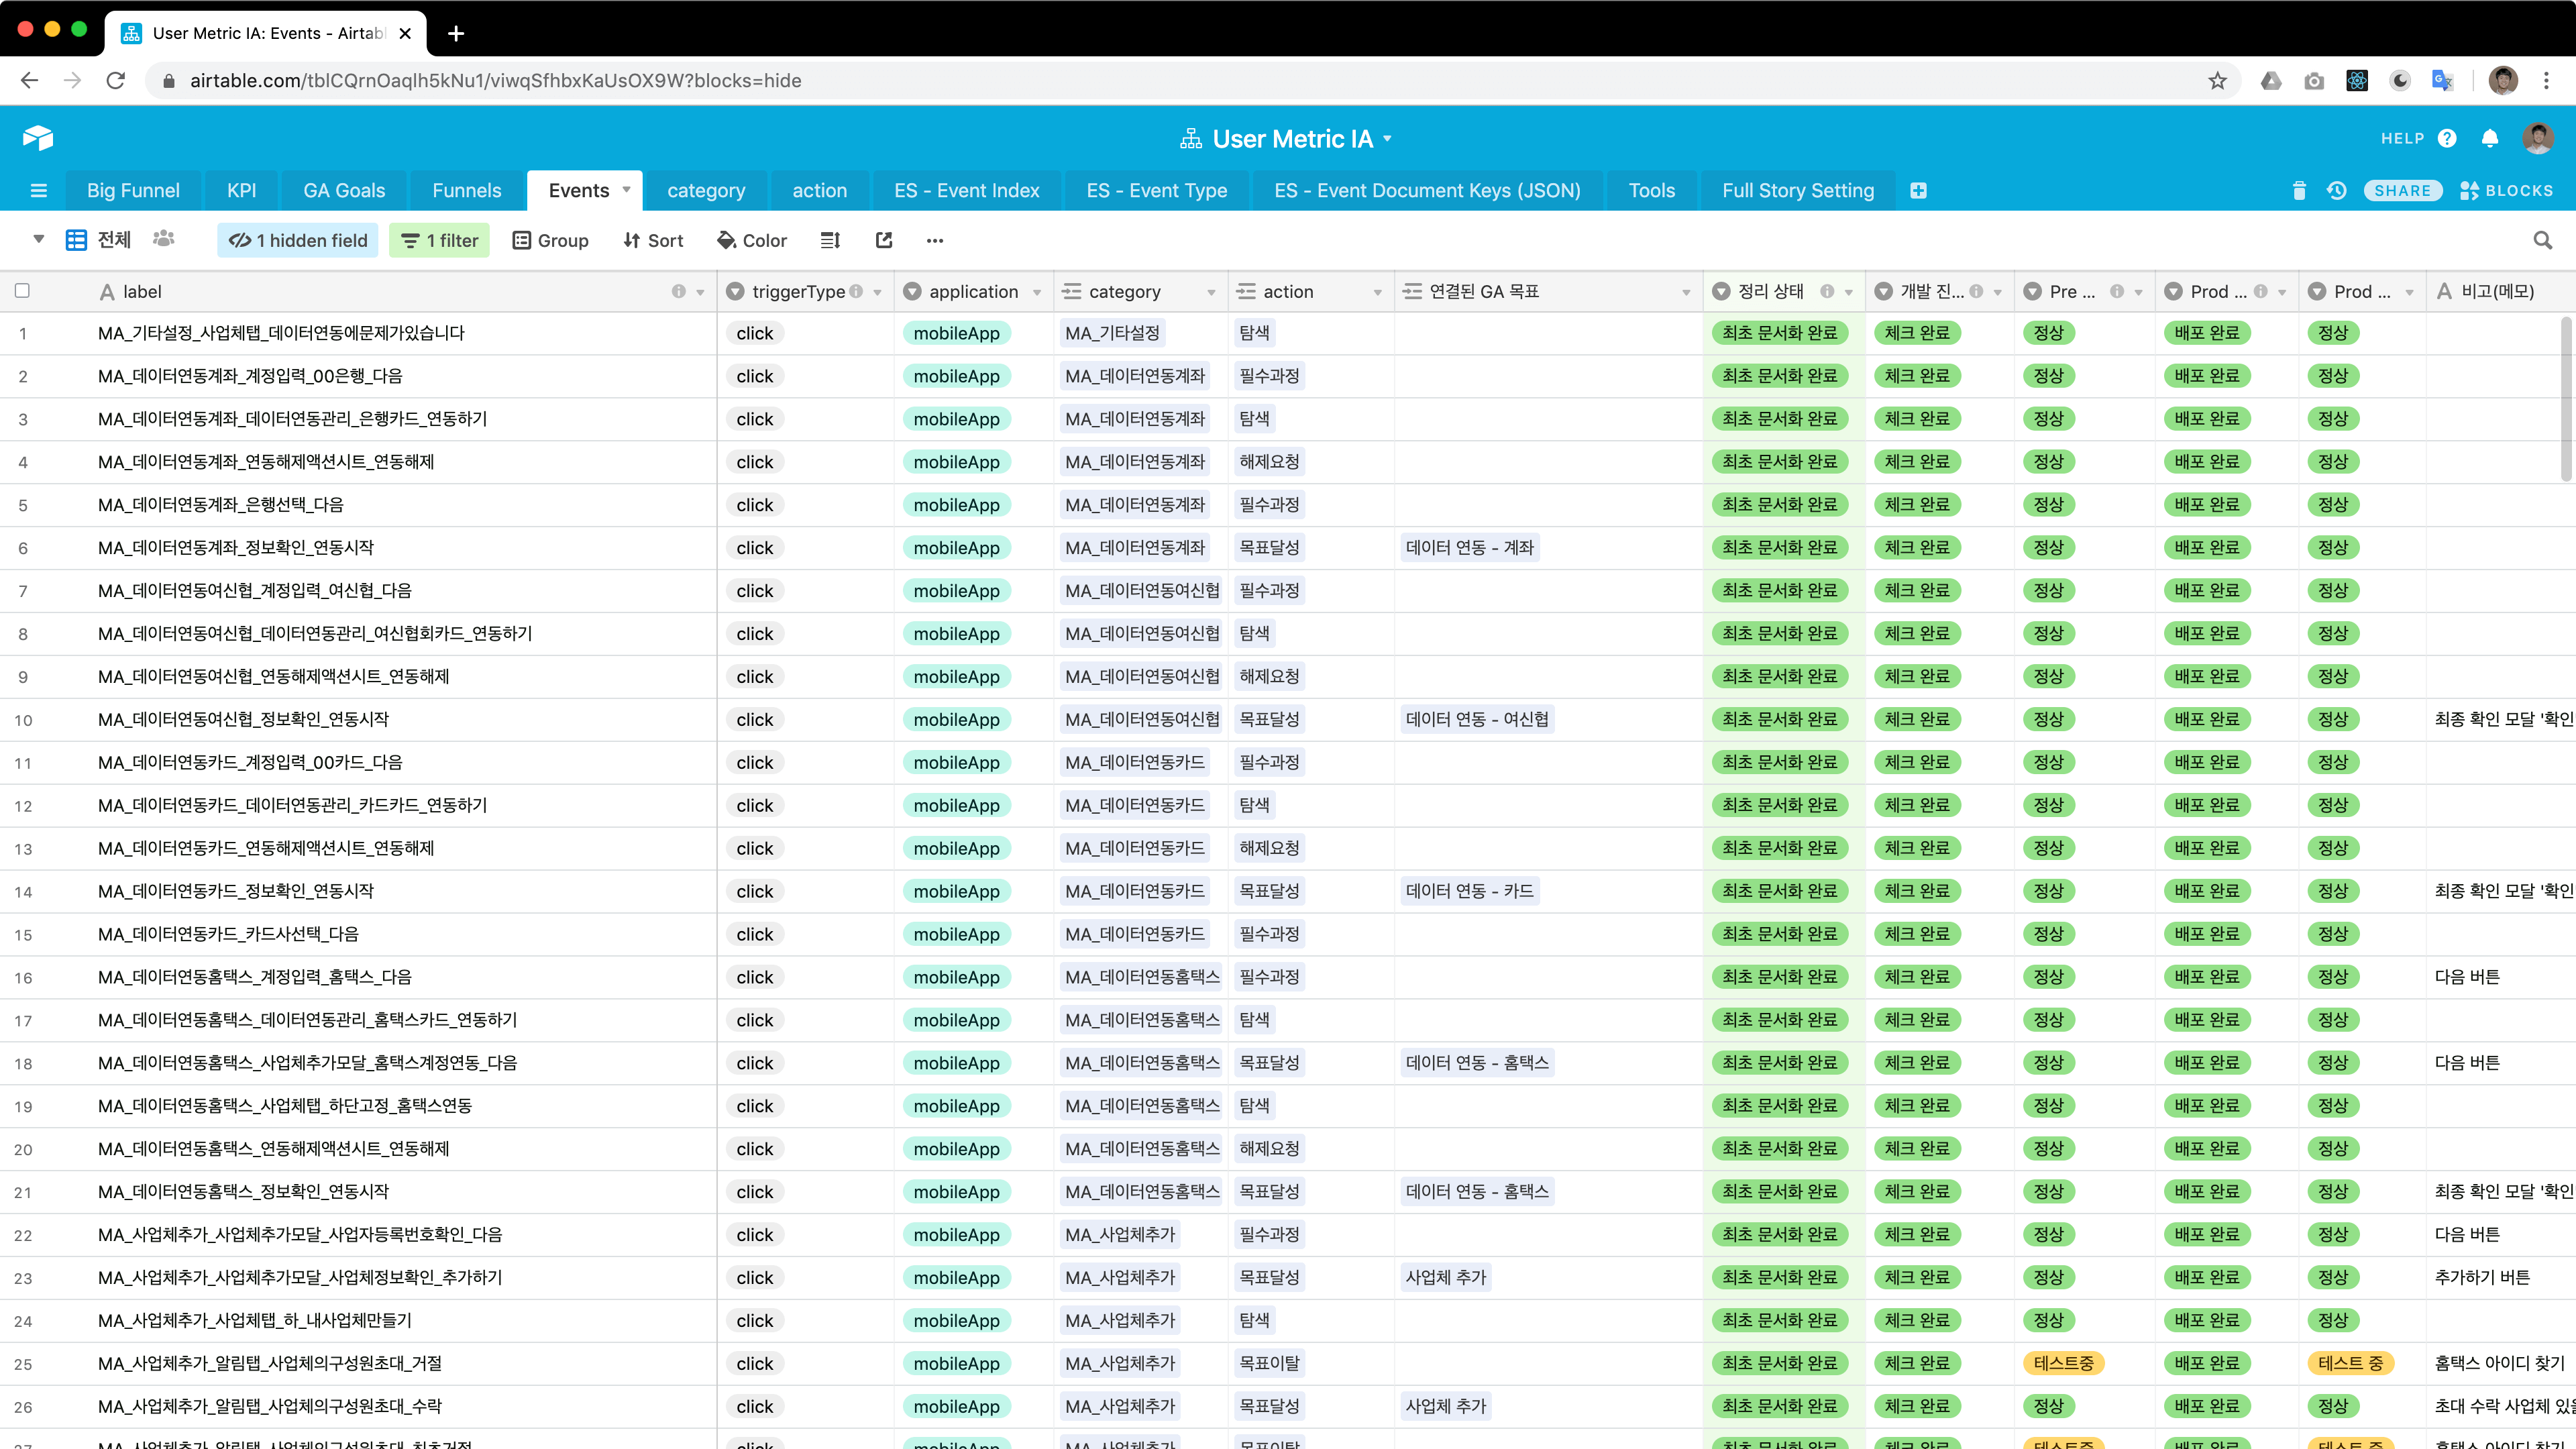 User Metric IA: Events - Airtabl
airtable.com/tblCQrnOaqlh5kNu1/viwqSfhbxKaUsOX9W?blocks=hide
User Metric IA
HELP
Big Funnel KPI GA Goals Funnels Events category action ES - Event Index ES - Event Type ES - Event Document Keys (JSON) Tools Full Story Setting SHARE BLOCKS
전체 1 hidden field 1 filter Group Sort Color
label triggerType application category action 연결된 GA 목표 정리 상태 개발 진... Pre ... Prod ... Prod ... 비고(메모)
1 MA_기타설정_사업체탭_데이터연동에문제가있습니다 click mobileApp MA_기타설정 탐색 최초 문서화 완료 체크 완료 정상 배포 완료 정상
2 MA_데이터연동계좌_계정입력_00은행_다음 click mobileApp MA_데이터연동계좌 필수과정 최초 문서화 완료 체크 완료 정상 배포 완료 정상
3 MA_데이터연동계좌_데이터연동관리_은행카드_연동하기 click mobileApp MA_데이터연동계좌 탐색 최초 문서화 완료 체크 완료 정상 배포 완료 정상
4 MA_데이터연동계좌_연동해제액션시트_연동해제 click mobileApp MA_데이터연동계좌 해제요청 최초 문서화 완료 체크 완료 정상 배포 완료 정상
5 MA_데이터연동계좌_은행선택_다음 click mobileApp MA_데이터연동계좌 필수과정 최초 문서화 완료 체크 완료 정상 배포 완료 정상
6 MA_데이터연동계좌_정보확인_연동시작 click mobileApp MA_데이터연동계좌 목표달성 데이터 연동 - 계좌 최초 문서화 완료 체크 완료 정상 배포 완료 정상
7 MA_데이터연동여신협_계정입력_여신협_다음 click mobileApp MA_데이터연동여신협 필수과정 최초 문서화 완료 체크 완료 정상 배포 완료 정상
8 MA_데이터연동여신협_데이터연동관리_여신협회카드_연동하기 click mobileApp MA_데이터연동여신협 탐색 최초 문서화 완료 체크 완료 정상 배포 완료 정상
9 MA_데이터연동여신협_연동해제액션시트_연동해제 click mobileApp MA_데이터연동여신협 해제요청 최초 문서화 완료 체크 완료 정상 배포 완료 정상
10 MA_데이터연동여신협_정보확인_연동시작 click mobileApp MA_데이터연동여신협 목표달성 데이터 연동 - 여신협 최초 문서화 완료 체크 완료 정상 배포 완료 정상 최종 확인 모달 '확인
11 MA_데이터연동카드_계정입력_00카드_다음 click mobileApp MA_데이터연동카드 필수과정 최초 문서화 완료 체크 완료 정상 배포 완료 정상
12 MA_데이터연동카드_데이터연동관리_카드카드_연동하기 click mobileApp MA_데이터연동카드 탐색 최초 문서화 완료 체크 완료 정상 배포 완료 정상
13 MA_데이터연동카드_연동해제액션시트_연동해제 click mobileApp MA_데이터연동카드 해제요청 최초 문서화 완료 체크 완료 정상 배포 완료 정상
14 MA_데이터연동카드_정보확인_연동시작 click mobileApp MA_데이터연동카드 목표달성 데이터 연동 - 카드 최초 문서화 완료 체크 완료 정상 배포 완료 정상 최종 확인 모달 '확인
15 MA_데이터연동카드_카드사선택_다음 click mobileApp MA_데이터연동카드 필수과정 최초 문서화 완료 체크 완료 정상 배포 완료 정상
16 MA_데이터연동홈택스_계정입력_홈택스_다음 click mobileApp MA_데이터연동홈택스 필수과정 최초 문서화 완료 체크 완료 정상 배포 완료 정상 다음 버튼
17 MA_데이터연동홈택스_데이터연동관리_홈택스카드_연동하기 click mobileApp MA_데이터연동홈택스 탐색 최초 문서화 완료 체크 완료 정상 배포 완료 정상
18 MA_데이터연동홈택스_사업체추가모달_홈택스계정연동_다음 click mobileApp MA_데이터연동홈택스 목표달성 데이터 연동 - 홈택스 최초 문서화 완료 체크 완료 정상 배포 완료 정상 다음 버튼
19 MA_데이터연동홈택스_사업체탭_하단고정_홈택스연동 click mobileApp MA_데이터연동홈택스 탐색 최초 문서화 완료 체크 완료 정상 배포 완료 정상
20 MA_데이터연동홈택스_연동해제액션시트_연동해제 click mobileApp MA_데이터연동홈택스 해제요청 최초 문서화 완료 체크 완료 정상 배포 완료 정상
21 MA_데이터연동홈택스_정보확인_연동시작 click mobileApp MA_데이터연동홈택스 목표달성 데이터 연동 - 홈택스 최초 문서화 완료 체크 완료 정상 배포 완료 정상 최종 확인 모달 '확인
22 MA_사업체추가_사업체추가모달_사업자등록번호확인_다음 click mobileApp MA_사업체추가 필수과정 최초 문서화 완료 체크 완료 정상 배포 완료 정상 다음 버튼
23 MA_사업체추가_사업체추가모달_사업체정보확인_추가하기 click mobileApp MA_사업체추가 목표달성 사업체 추가 최초 문서화 완료 체크 완료 정상 배포 완료 정상 추가하기 버튼
24 MA_사업체추가_사업체탭_하_내사업체만들기 click mobileApp MA_사업체추가 탐색 최초 문서화 완료 체크 완료 정상 배포 완료 정상
25 MA_사업체추가_알림탭_사업체의구성원초대_거절 click mobileApp MA_사업체추가 목표이탈 최초 문서화 완료 체크 완료 테스트중 배포 완료 테스트 중 홈택스 아이디 찾기
26 MA_사업체추가_알림탭_사업체의구성원초대_수락 click mobileApp MA_사업체추가 목표달성 사업체 추가 최초 문서화 완료 체크 완료 정상 배포 완료 정상 초대 수락 사업체 있을